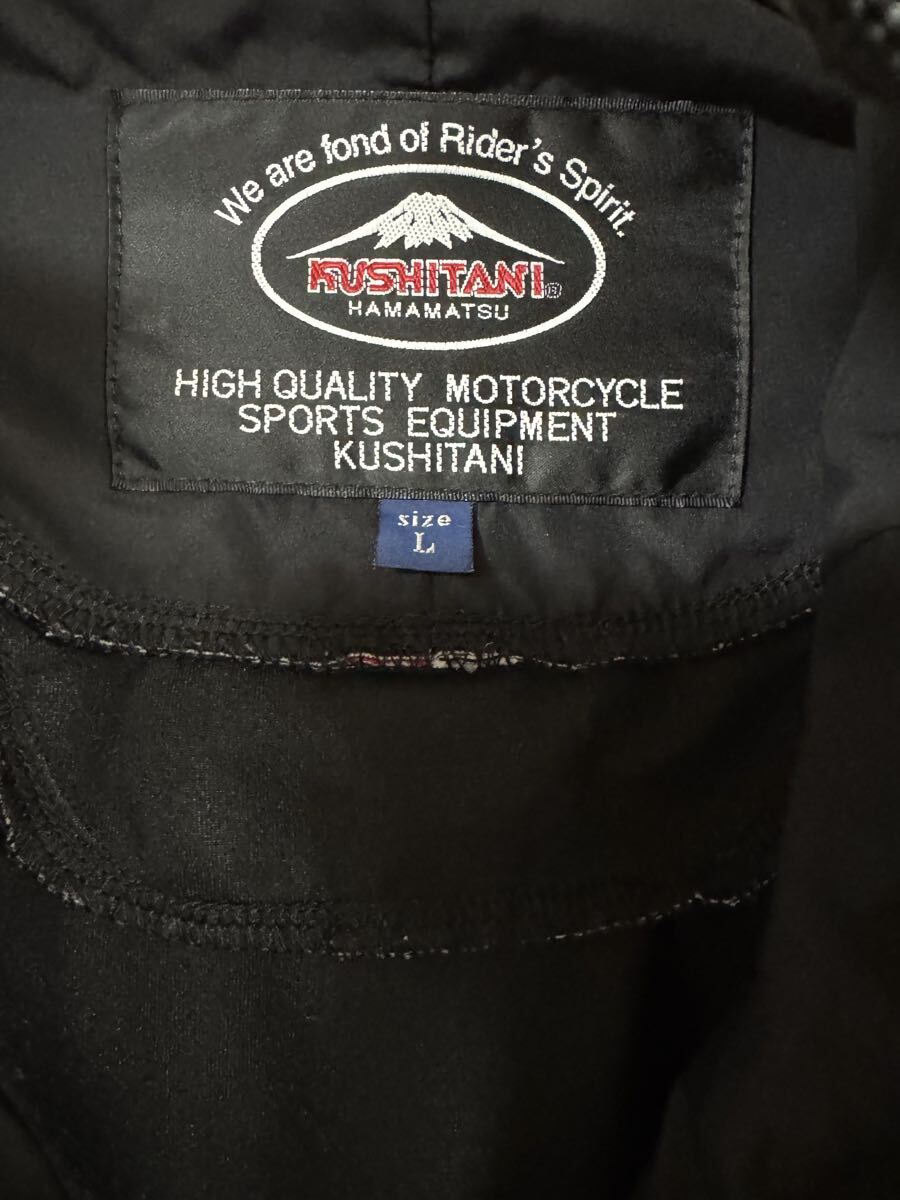 We are fond of Rider's Spirit.
KUSHITANI®
HAMAMATSU
HIGH QUALITY MOTORCYCLE
SPORTS EQUIPMENT
KUSHITANI
size
L